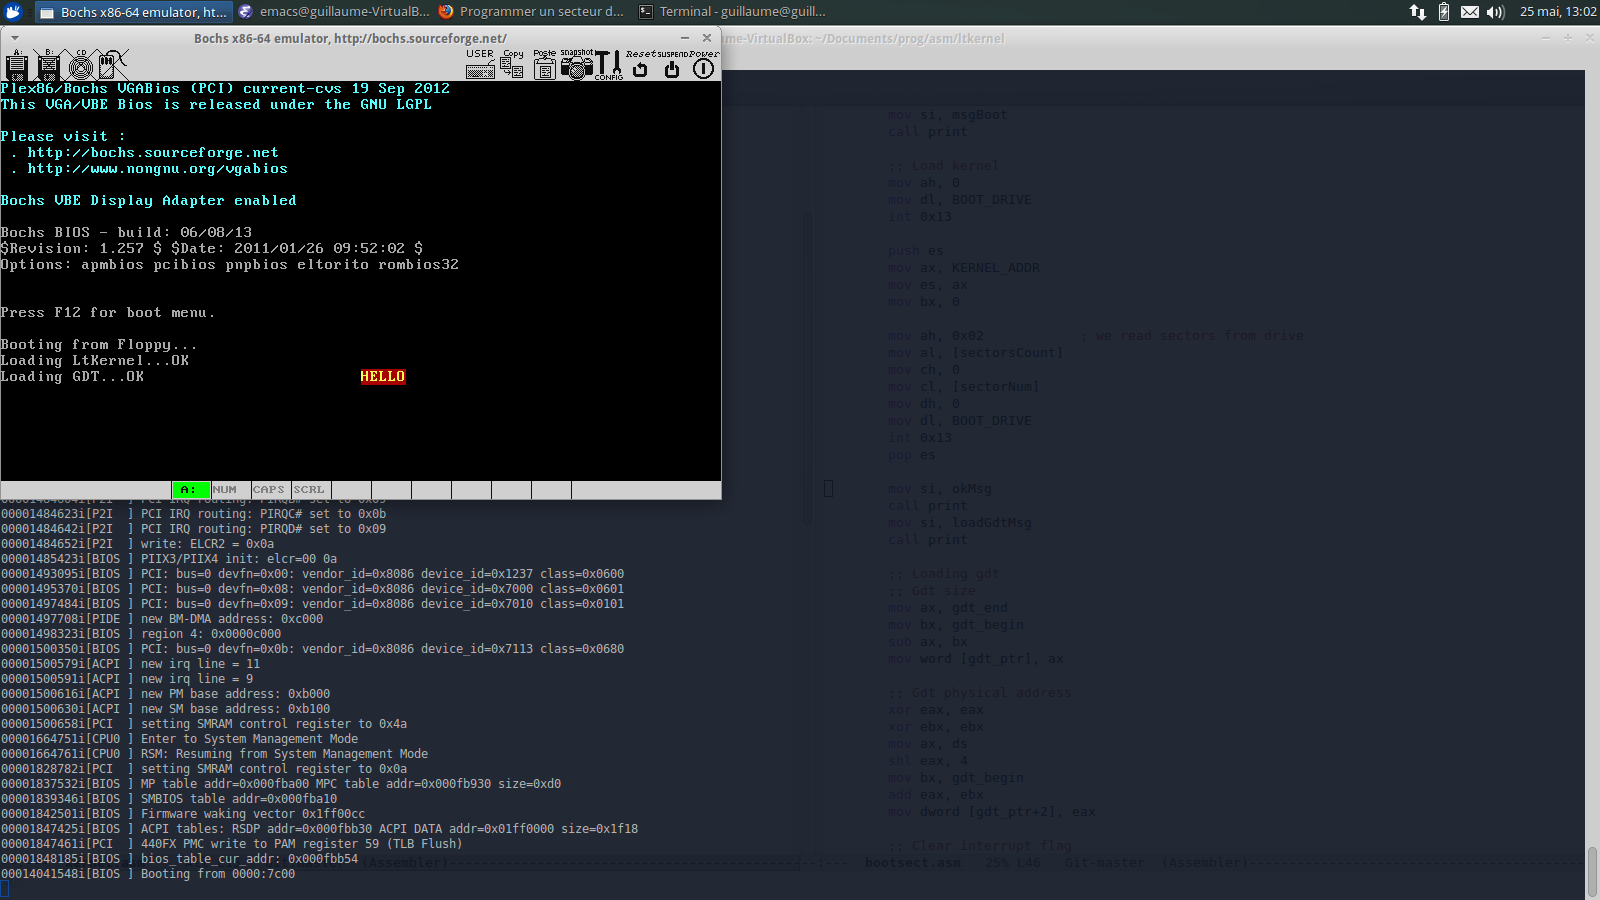 Bochs x86-64 emulator, ht...
emacs@guillaume-VirtualB...
Programmer un secteur d...
Terminal - guillaume@guill...
25 mai, 13:02
Bochs x86-64 emulator, http://bochs.sourceforge.net/
me-VirtualBox: ~/Documents/prog/asm/ltkernel
A: B: CD USER Copy Paste snapshot CONFIG Reset SUSPEND Power
Plex86/Bochs VGABios (PCI) current-cvs 19 Sep 2012
This VGA/VBE Bios is released under the GNU LGPL
Please visit :
. http://bochs.sourceforge.net
. http://www.nongnu.org/vgabios
Bochs VBE Display Adapter enabled
Bochs BIOS - build: 06/08/13
$Revision: 1.257 $ $Date: 2011/01/26 09:52:02 $
Options: apmbios pcibios pnpbios eltorito rombios32
Press F12 for boot menu.
Booting from Floppy...
Loading LtKernel...OK
Loading GDT...OK
HELLO
A: NUM CAPS SCRL
00001484623i[P2I  ] PCI IRQ routing: PIRQC# set to 0x0b
00001484642i[P2I  ] PCI IRQ routing: PIRQD# set to 0x09
00001484652i[P2I  ] write: ELCR2 = 0x0a
00001485423i[BIOS ] PIIX3/PIIX4 init: elcr=00 0a
00001493095i[BIOS ] PCI: bus=0 devfn=0x00: vendor_id=0x8086 device_id=0x1237 class=0x0600
00001495370i[BIOS ] PCI: bus=0 devfn=0x08: vendor_id=0x8086 device_id=0x7000 class=0x0601
00001497484i[BIOS ] PCI: bus=0 devfn=0x09: vendor_id=0x8086 device_id=0x7010 class=0x0101
00001497708i[PIDE ] new BM-DMA address: 0xc000
00001498323i[BIOS ] region 4: 0x0000c000
00001500350i[BIOS ] PCI: bus=0 devfn=0x0b: vendor_id=0x8086 device_id=0x7113 class=0x0680
00001500579i[ACPI ] new irq line = 11
00001500591i[ACPI ] new irq line = 9
00001500616i[ACPI ] new PM base address: 0xb000
00001500630i[ACPI ] new SM base address: 0xb100
00001500658i[PCI  ] setting SMRAM control register to 0x4a
00001664751i[CPU0 ] Enter to System Management Mode
00001664761i[CPU0 ] RSM: Resuming from System Management Mode
00001828782i[PCI  ] setting SMRAM control register to 0x0a
00001837532i[BIOS ] MP table addr=0x000fba00 MPC table addr=0x000fb930 size=0xd0
00001839346i[BIOS ] SMBIOS table addr=0x000fba10
00001842501i[BIOS ] Firmware waking vector 0x1ff00cc
00001847425i[BIOS ] ACPI tables: RSDP addr=0x000fbb30 ACPI DATA addr=0x01ff0000 size=0x1f18
00001847461i[PCI  ] 440FX PMC write to PAM register 59 (TLB Flush)
00001848185i[BIOS ] bios_table_cur_addr: 0x000fbb54
00014041548i[BIOS ] Booting from 0000:7c00
mov si, msgBoot
call print
;; Load kernel
mov ah, 0
mov dl, BOOT_DRIVE
int 0x13
push es
mov ax, KERNEL_ADDR
mov es, ax
mov bx, 0
mov ah, 0x02 ; we read sectors from drive
mov al, [sectorsCount]
mov ch, 0
mov cl, [sectorNum]
mov dh, 0
mov dl, BOOT_DRIVE
int 0x13
pop es
mov si, okMsg
call print
mov si, loadGdtMsg
call print
;; Loading gdt
;; Gdt size
mov ax, gdt_end
mov bx, gdt_begin
sub ax, bx
mov word [gdt_ptr], ax
;; Gdt physical address
xor eax, eax
xor ebx, ebx
mov ax, ds
shl eax, 4
mov bx, gdt_begin
add eax, ebx
mov dword [gdt_ptr+2], eax
;; Clear interrupt flag
(Assembler)
bootsect.asm 25% L46 Git-master (Assembler)